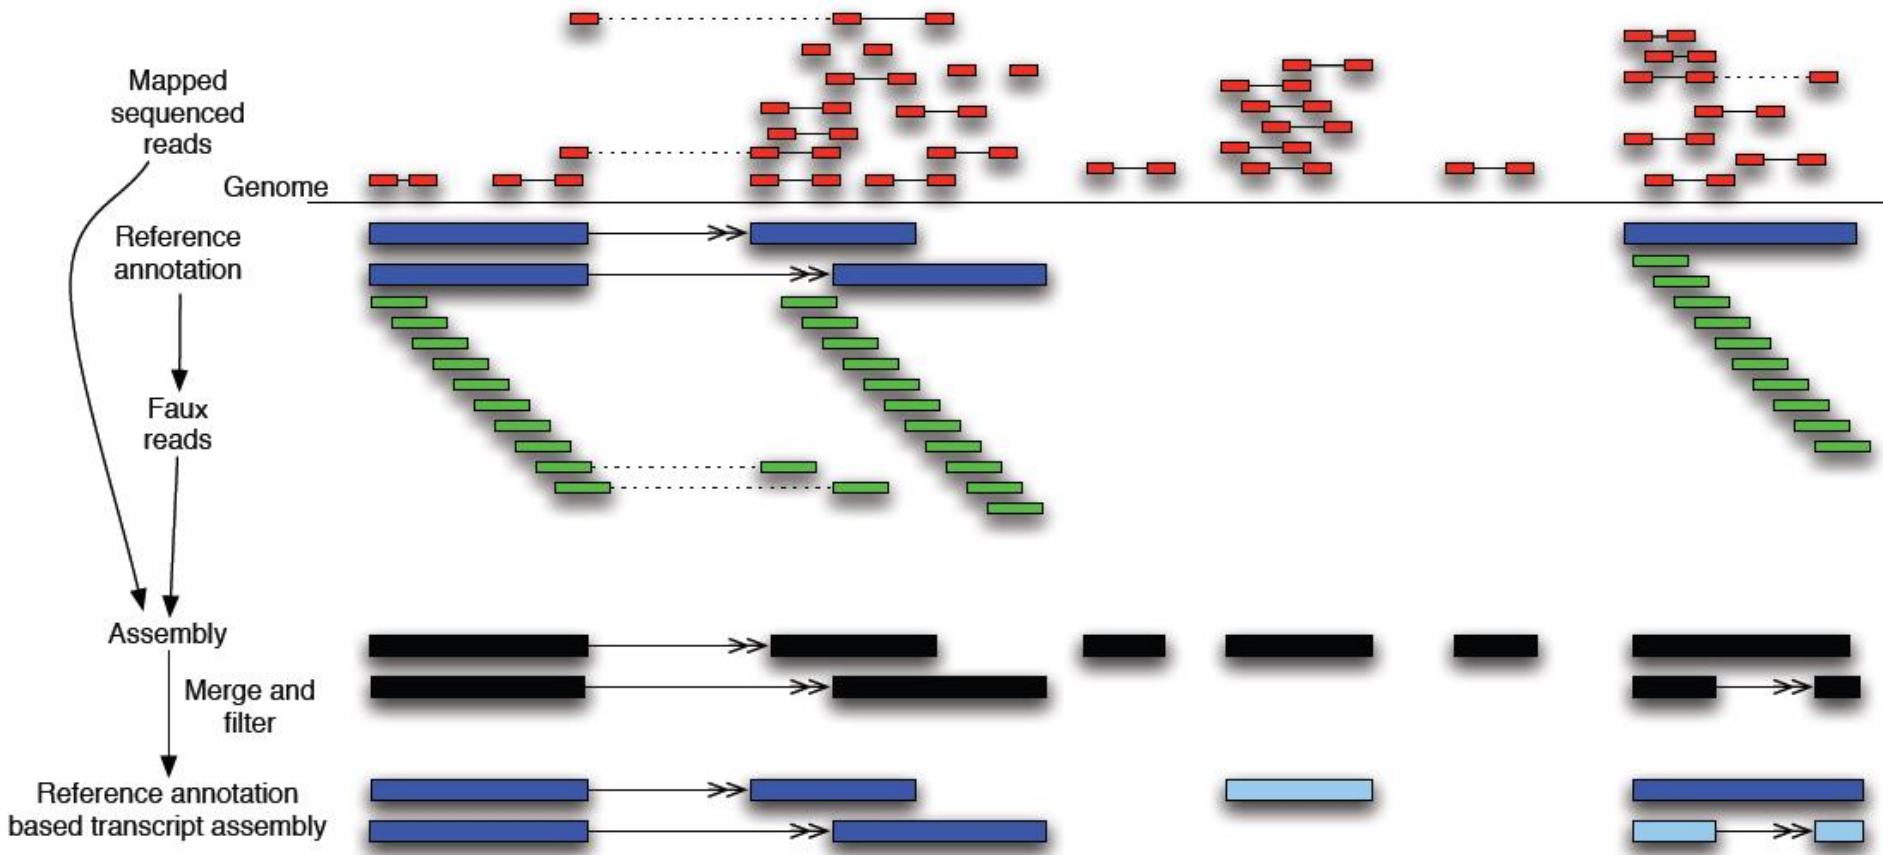 Mapped
sequenced
reads
Genome
Reference
annotation
Faux
reads
Assembly
Merge and
filter
Reference annotation
based transcript assembly